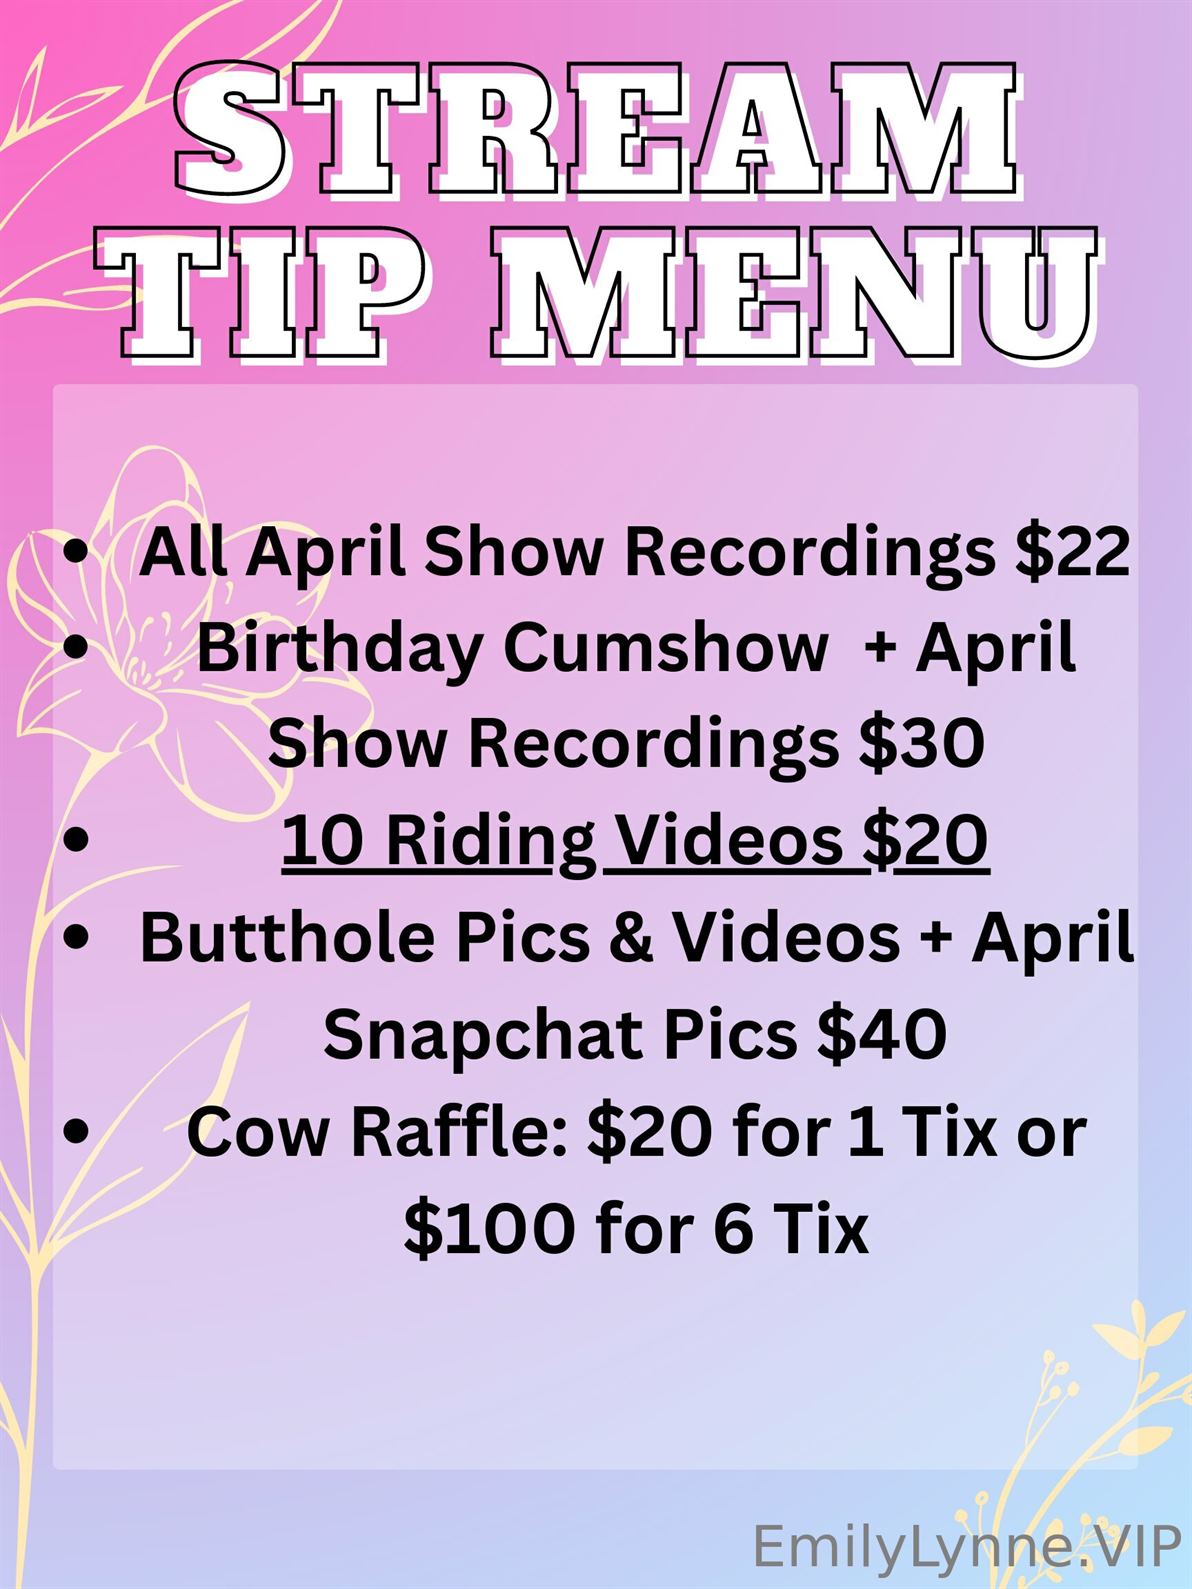 STREAM
TIP MENU
• All April Show Recordings $22
• Birthday Cumshow + April
Show Recordings $30
• 10 Riding Videos $20
• Butthole Pics & Videos + April
Snapchat Pics $40
• Cow Raffle: $20 for 1 Tix or
$100 for 6 Tix
EmilyLynne.VIP